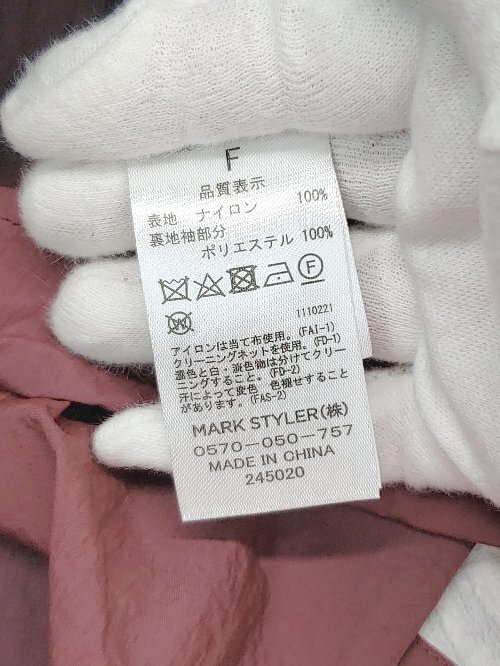 F
品質表示
表地 ナイロン 100%
裏地袖部分
ポリエステル 100%
F
W
1110221
アイロンは当て布使用。(FAI-1)
クリーニングネットを使用。(FD-1)
濃色と白・淡色物は分けてクリー
ニングすること。(FD-2)
汗によって変色 色褪せすること
があります。(FAS-2)
MARK STYLER(株)
0570-050-757
MADE IN CHINA
245020